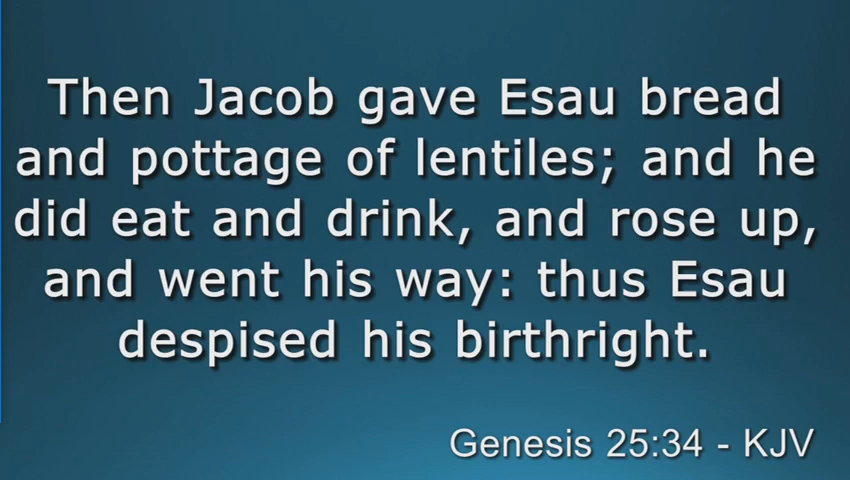 Then Jacob gave Esau bread
and pottage of lentiles; and he
did eat and drink, and rose up,
and went his way: thus Esau
despised his birthright.
Genesis 25:34 - KJV